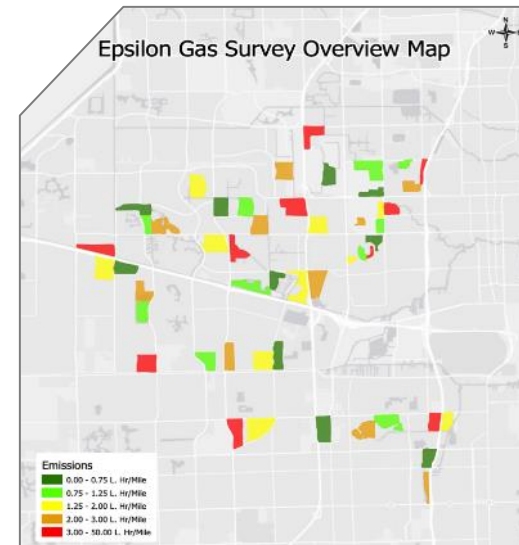 Epsilon Gas Survey Overview Map
N
W
S
Emissions
0.00 - 0.75 L. Hr/Mile
0.75 - 1.25 L. Hr/Mile
1.25 - 2.00 L. Hr/Mile
2.00 - 3.00 L. Hr/Mile
3.00 - 50.00 L. Hr/Mile